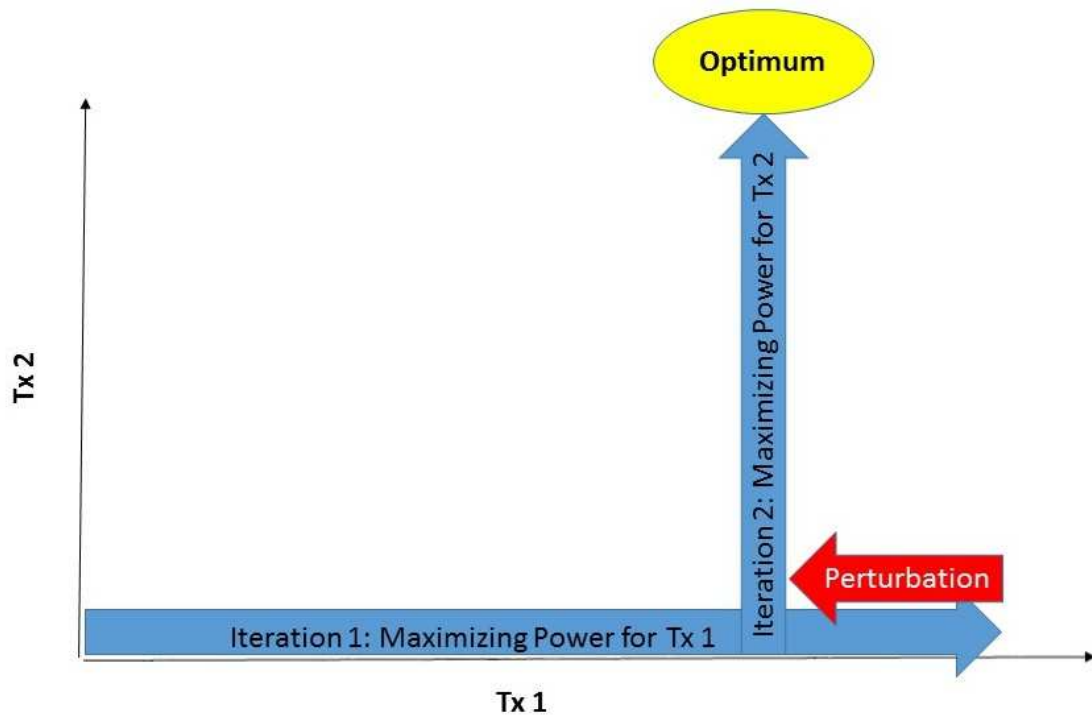 Optimum
Iteration 2: Maximizing Power for Tx 2
Tx 2
Perturbation
Iteration 1: Maximizing Power for Tx 1
Tx 1